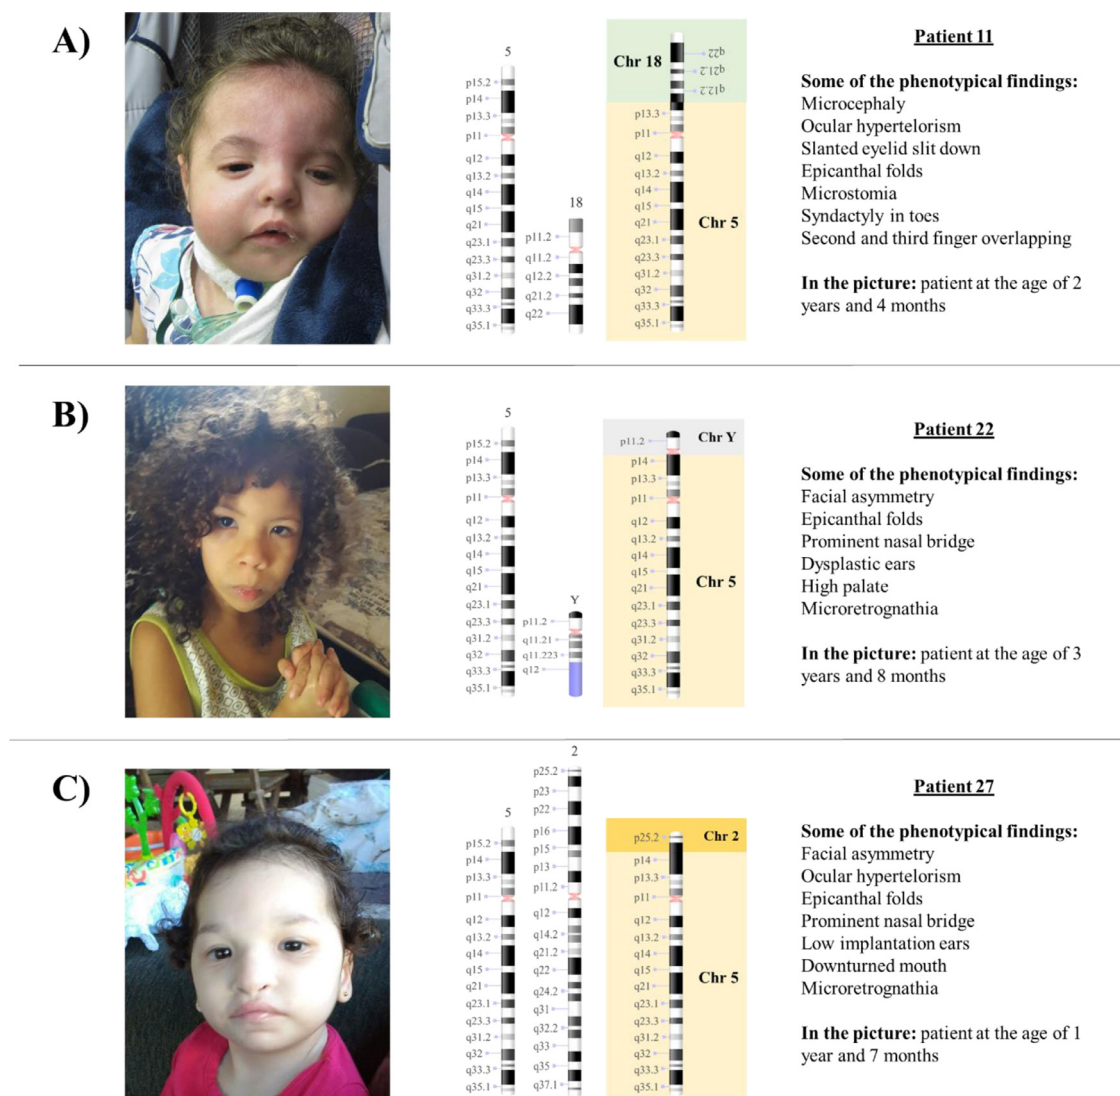 A)
5
p15.2
p14
p13.3
p11
q12
q13.2
q14
q15
q21
q23.1
q23.3
q31.2
q32
q33.3
q35.1
18
p11.2
q11.2
q12.2
q21.2
q22
Chr 18
q22
q21.2
q12.2
p13.3
p11
q12
q13.2
q14
q15
q21
q23.1
q23.3
q31.2
q32
q33.3
q35.1
Chr 5
Patient 11
Some of the phenotypical findings:
Microcephaly
Ocular hypertelorism
Slanted eyelid slit down
Epicanthal folds
Microstomia
Syndactyly in toes
Second and third finger overlapping
In the picture: patient at the age of 2
years and 4 months
B)
5
p15.2
p14
p13.3
p11
q12
q13.2
q14
q15
q21
q23.1
q23.3
q31.2
q32
q33.3
q35.1
Y
p11.2
q11.21
q11.223
q12
p11.2
Chr Y
p14
p13.3
p11
q12
q13.2
q14
q15
q21
q23.1
q23.3
q31.2
q32
q33.3
q35.1
Chr 5
Patient 22
Some of the phenotypical findings:
Facial asymmetry
Epicanthal folds
Prominent nasal bridge
Dysplastic ears
High palate
Microretrognathia
In the picture: patient at the age of 3
years and 8 months
C)
5
p15.2
p14
p13.3
p11
q12
q13.2
q14
q15
q21
q23.1
q23.3
q31.2
q32
q33.3
q35.1
2
p25.2
p23
p22
p16
p15
p13
p11.2
q12
q14.2
q21.2
q22
q24.2
q31
q32.2
q33
q35
q37.1
p25.2
Chr 2
p14
p13.3
p11
q12
q13.2
q14
q15
q21
q23.1
q23.3
q31.2
q32
q33.3
q35.1
Chr 5
Patient 27
Some of the phenotypical findings:
Facial asymmetry
Ocular hypertelorism
Epicanthal folds
Prominent nasal bridge
Low implantation ears
Downturned mouth
Microretrognathia
In the picture: patient at the age of 1
year and 7 months